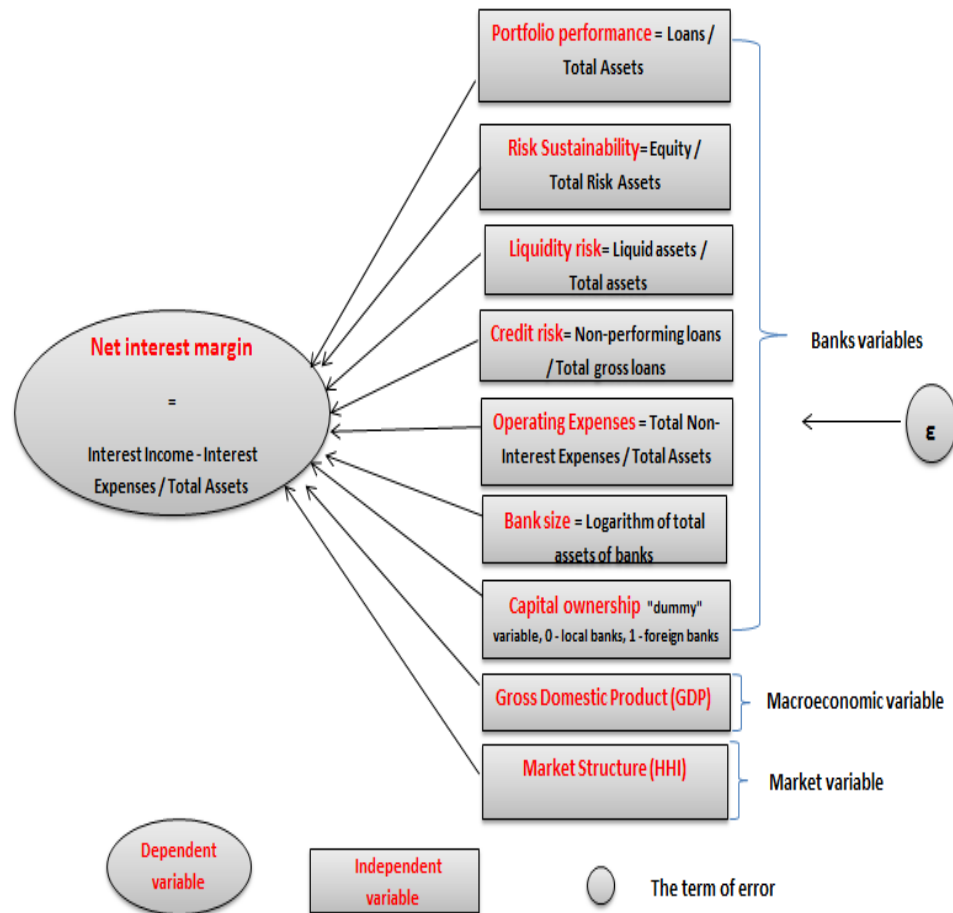 Portfolio performance = Loans /
Total Assets
Risk Sustainability= Equity /
Total Risk Assets
Liquidity risk= Liquid assets /
Total assets
Net interest margin
=
Interest Income - Interest
Expenses / Total Assets
Credit risk= Non-performing loans
/ Total gross loans
Banks variables
Operating Expenses = Total Non-
Interest Expenses / Total Assets
ε
Bank size = Logarithm of total
assets of banks
Capital ownership "dummy"
variable, 0 - local banks, 1 - foreign banks
Gross Domestic Product (GDP)
Macroeconomic variable
Market Structure (HHI)
Market variable
Dependent
variable
Independent
variable
The term of error